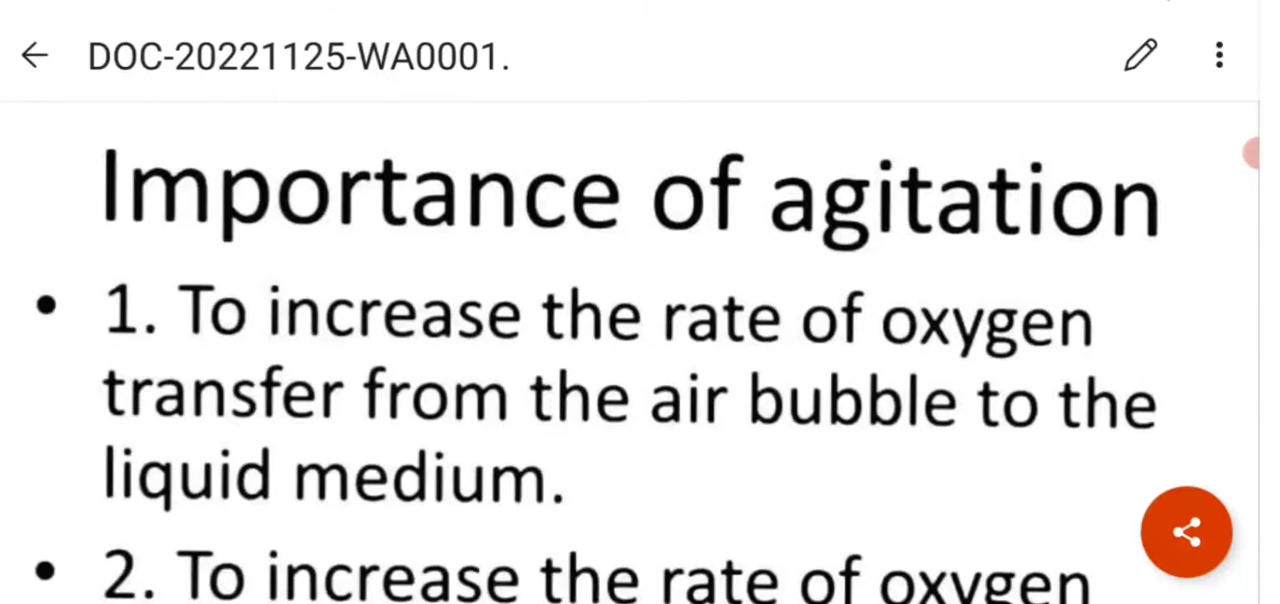 DOC-20221125-WA0001.
Importance of agitation
• 1. To increase the rate of oxygen
transfer from the air bubble to the
liquid medium.
• 2. To increase the rate of oxygen